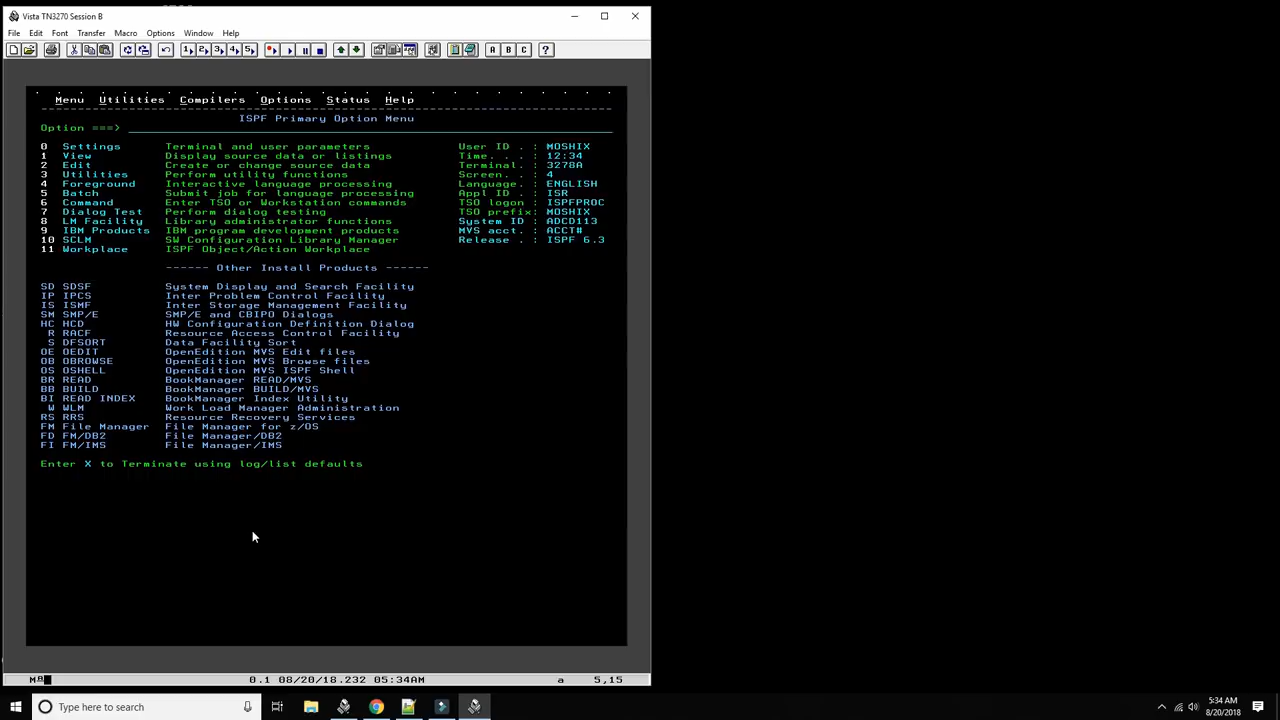 Vista TN3270 Session B
File Edit Font Transfer Macro Options Window Help
1 2 3 4 5 A B C ?
Menu Utilities Compilers Options Status Help
ISPF Primary Option Menu
Option ===>
0 Settings Terminal and user parameters User ID . : MOSHIX
1 View Display source data or listings Time. . . : 12:34
2 Edit Create or change source data Terminal. : 3278A
3 Utilities Perform utility functions Screen. . : 4
4 Foreground Interactive language processing Language. : ENGLISH
5 Batch Submit job for language processing Appl ID . : ISR
6 Command Enter TSO or Workstation commands TSO logon : ISPFPROC
7 Dialog Test Perform dialog testing TSO prefix: MOSHIX
8 LM Facility Library administrator functions System ID : ADCD113
9 IBM Products IBM program development products MVS acct. : ACCT#
10 SCLM SW Configuration Library Manager Release . : ISPF 6.3
11 Workplace ISPF Object/Action Workplace
------ Other Install Products ------
SD SDSF System Display and Search Facility
IP IPCS Inter Problem Control Facility
IS ISMF Inter Storage Management Facility
SM SMP/E SMP/E and CBIPO Dialogs
HC HCD HW Configuration Definition Dialog
R RACF Resource Access Control Facility
S DFSORT Data Facility Sort
OE OEDIT OpenEdition MVS Edit files
OB OBROWSE OpenEdition MVS Browse files
OS OSHELL OpenEdition MVS ISPF Shell
BR READ BookManager READ/MVS
BB BUILD BookManager BUILD/MVS
BI READ INDEX BookManager Index Utility
W WLM Work Load Manager Administration
RS RRS Resource Recovery Services
FM File Manager File Manager for z/OS
FD FM/DB2 File Manager/DB2
FI FM/IMS File Manager/IMS
Enter X to Terminate using log/list defaults
0.1 08/20/18.232 05:34AM a 5,15
Type here to search
5:34 AM
8/20/2018